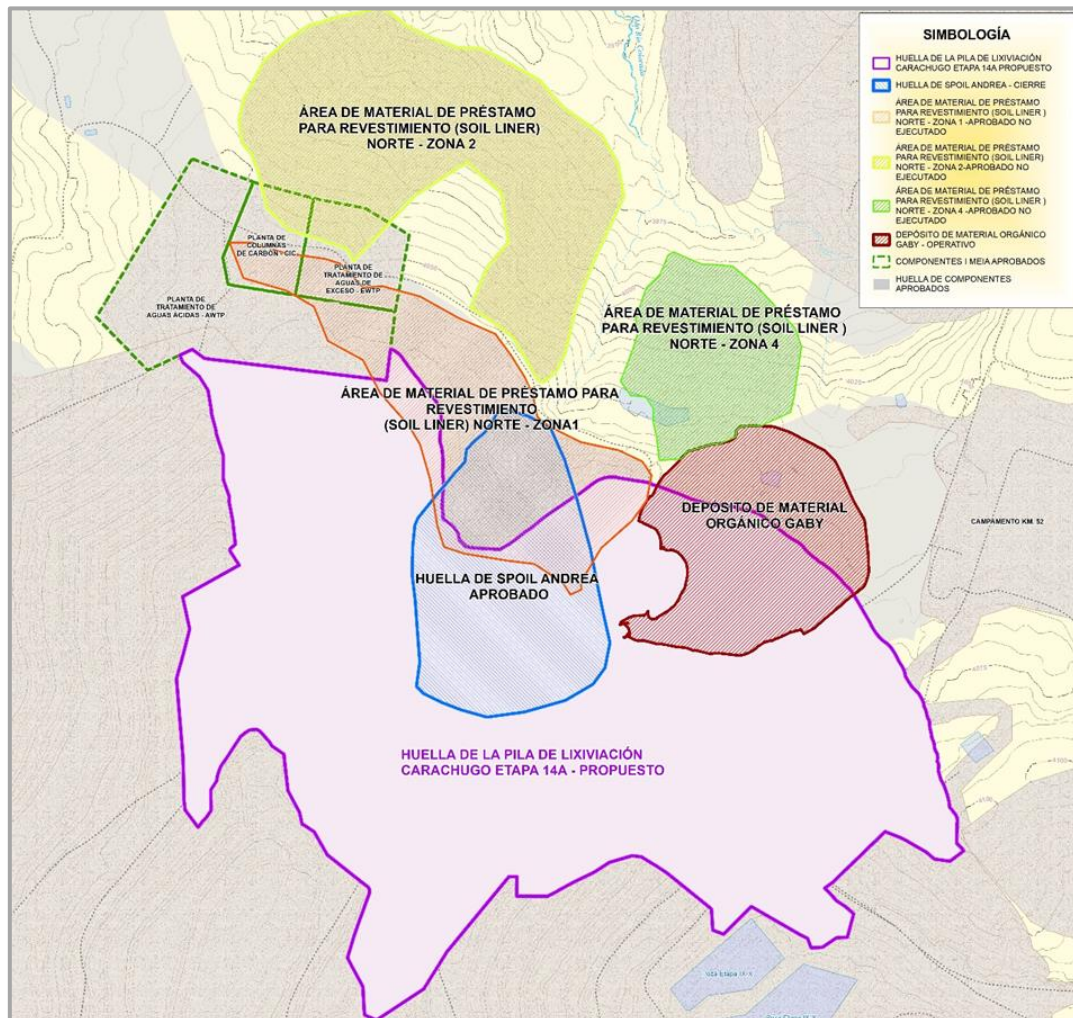 SIMBOLOGÍA
HUELLA DE LA PILA DE LIXIVIACIÓN
CARACHUGO ETAPA 14A PROPUESTO
HUELLA DE SPOIL ANDREA - CIERRE
ÁREA DE MATERIAL DE PRÉSTAMO
PARA REVESTIMIENTO (SOIL LINER )
NORTE - ZONA 1 -APROBADO NO
EJECUTADO
ÁREA DE MATERIAL DE PRÉSTAMO
PARA REVESTIMIENTO (SOIL LINER)
NORTE - ZONA 2-APROBADO NO
EJECUTADO
ÁREA DE MATERIAL DE PRÉSTAMO
PARA REVESTIMIENTO (SOIL LINER )
NORTE - ZONA 4 -APROBADO NO
EJECUTADO
DEPÓSITO DE MATERIAL ORGÁNICO
GABY - OPERATIVO
COMPONENTES I MEIA APROBADOS
HUELLA DE COMPONENTES
APROBADOS
ÁREA DE MATERIAL DE PRÉSTAMO
PARA REVESTIMIENTO (SOIL LINER)
NORTE - ZONA 2
PLANTA DE
COLUMNAS
DE CARBÓN - CIC
PLANTA DE
TRATAMIENTO DE
AGUAS DE
EXCESO - EWTP
PLANTA DE
TRATAMIENTO DE
AGUAS ÁCIDAS - AWTP
ÁREA DE MATERIAL DE PRÉSTAMO
PARA REVESTIMIENTO (SOIL LINER )
NORTE - ZONA 4
ÁREA DE MATERIAL DE PRÉSTAMO PARA
REVESTIMIENTO
(SOIL LINER) NORTE - ZONA1
DEPÓSITO DE MATERIAL
ORGÁNICO GABY
CAMPAMENTO KM. 52
HUELLA DE SPOIL ANDREA
APROBADO
HUELLA DE LA PILA DE LIXIVIACIÓN
CARACHUGO ETAPA 14A - PROPUESTO